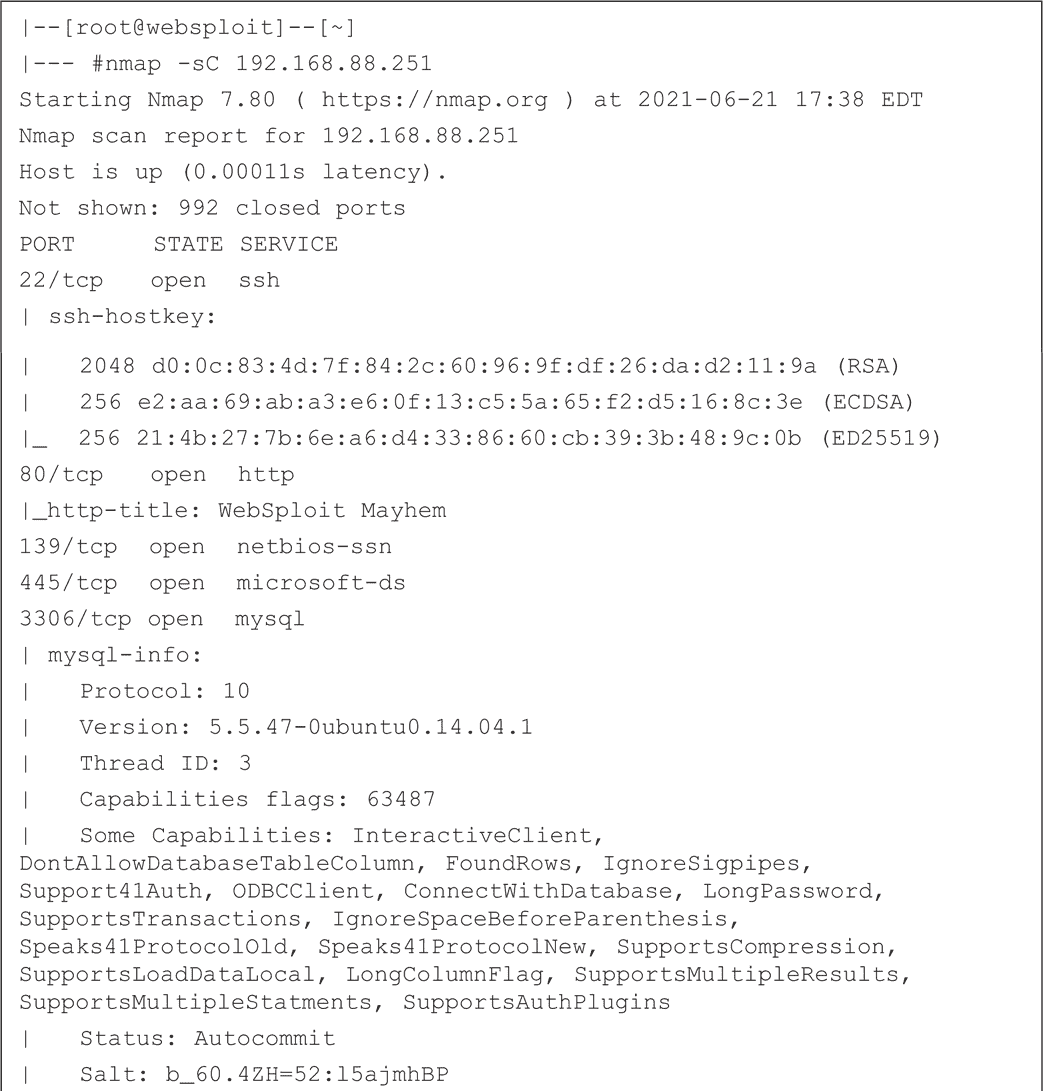 |--[root@websploit]--[~]
|--- #nmap -sC 192.168.88.251
Starting Nmap 7.80 ( https://nmap.org ) at 2021-06-21 17:38 EDT
Nmap scan report for 192.168.88.251
Host is up (0.00011s latency).
Not shown: 992 closed ports
PORT     STATE SERVICE
22/tcp   open  ssh
| ssh-hostkey:
|   2048 d0:0c:83:4d:7f:84:2c:60:96:9f:df:26:da:d2:11:9a (RSA)
|   256 e2:aa:69:ab:a3:e6:0f:13:c5:5a:65:f2:d5:16:8c:3e (ECDSA)
|_  256 21:4b:27:7b:6e:a6:d4:33:86:60:cb:39:3b:48:9c:0b (ED25519)
80/tcp   open  http
|_http-title: WebSploit Mayhem
139/tcp  open  netbios-ssn
445/tcp  open  microsoft-ds
3306/tcp open  mysql
| mysql-info:
|   Protocol: 10
|   Version: 5.5.47-0ubuntu0.14.04.1
|   Thread ID: 3
|   Capabilities flags: 63487
|   Some Capabilities: InteractiveClient,
DontAllowDatabaseTableColumn, FoundRows, IgnoreSigpipes,
Support41Auth, ODBCClient, ConnectWithDatabase, LongPassword,
SupportsTransactions, IgnoreSpaceBeforeParenthesis,
Speaks41ProtocolOld, Speaks41ProtocolNew, SupportsCompression,
SupportsLoadDataLocal, LongColumnFlag, SupportsMultipleResults,
SupportsMultipleStatments, SupportsAuthPlugins
|   Status: Autocommit
|   Salt: b_60.4ZH=52:l5ajmhBP